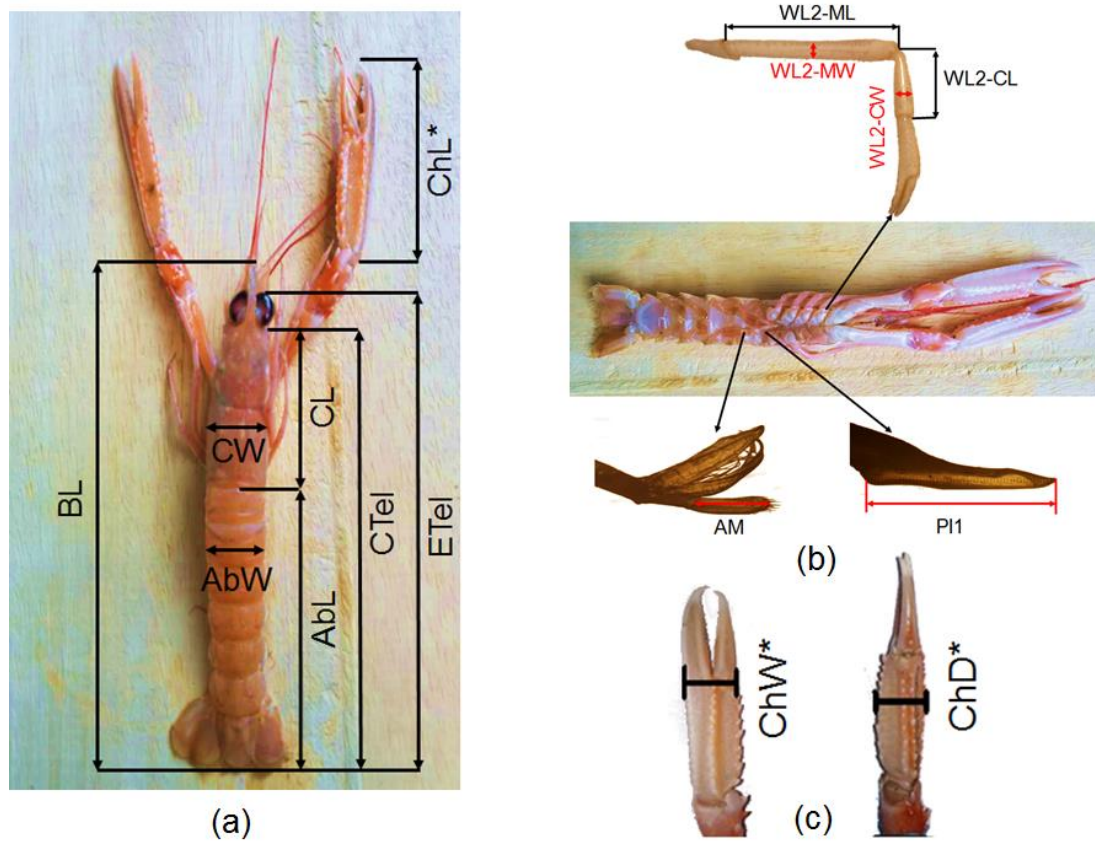 ChL*
BL
CW
CL
AbW
AbL
CTel
ETel
(a)
WL2-ML
WL2-MW
WL2-CW
WL2-CL
AM
Pl1
(b)
ChW*
ChD*
(c)